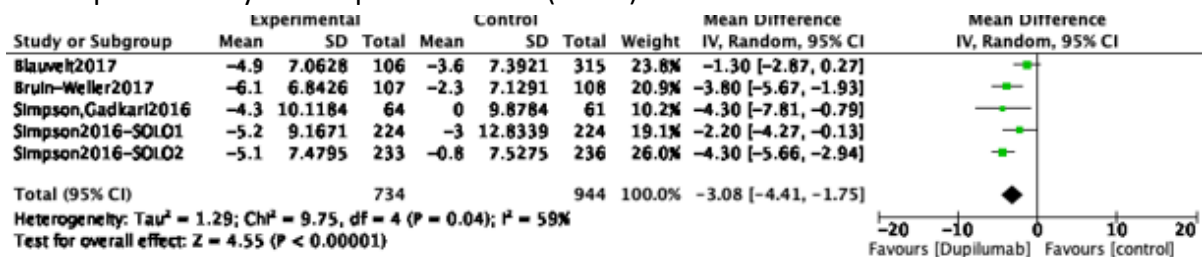 Experimental Control Mean Difference Mean Difference
Study or Subgroup Mean SD Total Mean SD Total Weight IV, Random, 95% CI IV, Random, 95% CI
Blauvelt2017 −4.9 7.0628 106 −3.6 7.3921 315 23.8% −1.30 [−2.87, 0.27]
Bruin−Weller2017 −6.1 6.8426 107 −2.3 7.1291 108 20.9% −3.80 [−5.67, −1.93]
Simpson,Gadkari2016 −4.3 10.1184 64 0 9.8784 61 10.2% −4.30 [−7.81, −0.79]
Simpson2016−SOLO1 −5.2 9.1671 224 −3 12.8339 224 19.1% −2.20 [−4.27, −0.13]
Simpson2016−SOLO2 −5.1 7.4795 233 −0.8 7.5275 236 26.0% −4.30 [−5.66, −2.94]
Total (95% CI) 734 944 100.0% −3.08 [−4.41, −1.75]
Heterogeneity: Tau² = 1.29; Chi² = 9.75, df = 4 (P = 0.04); I² = 59%
Test for overall effect: Z = 4.55 (P < 0.00001)
−20 −10 0 10 20
Favours [Dupilumab] Favours [control]